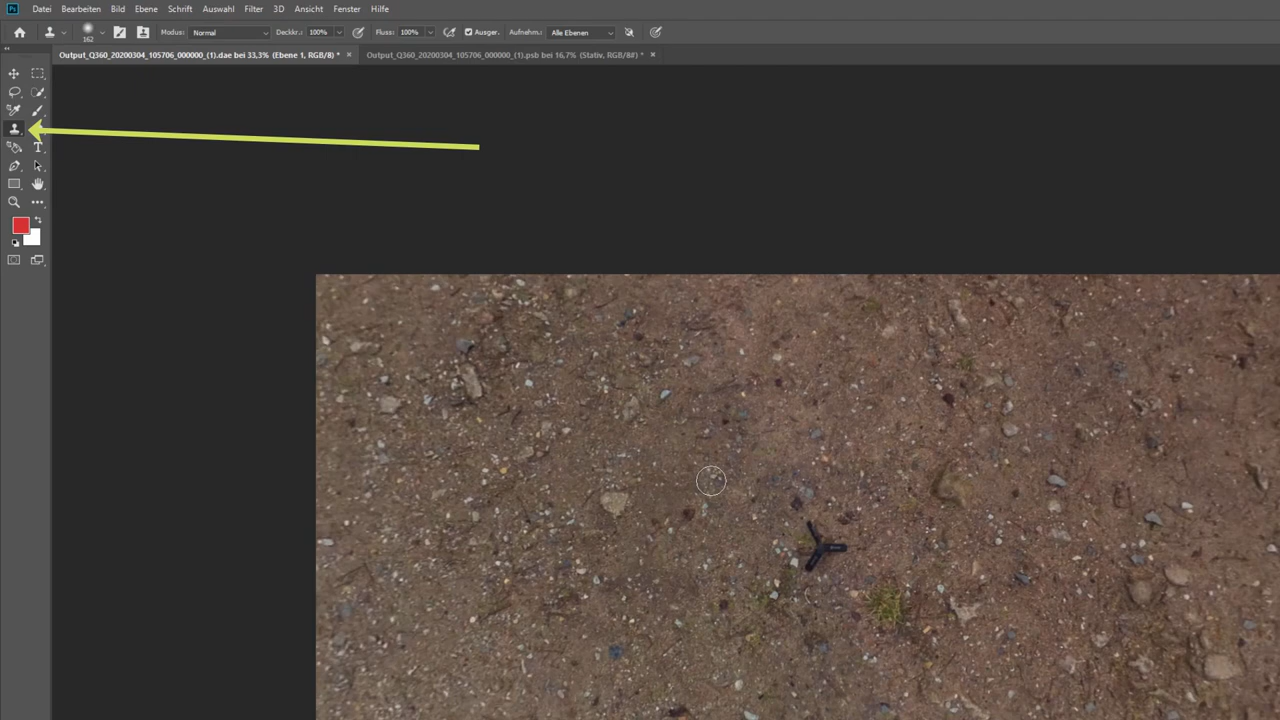 Ps Datei Bearbeiten Bild Ebene Schrift Auswahl Filter 3D Ansicht Fenster Hilfe
162 Modus: Normal Deckkr.: 100% Fluss: 100% Ausger. Aufnehm.: Alle Ebenen
Output_Q360_20200304_105706_000000_(1).dae bei 33,3% (Ebene 1, RGB/8) * × Output_Q360_20200304_105706_000000_(1).psb bei 16,7% (Stativ, RGB/8#) * ×
T